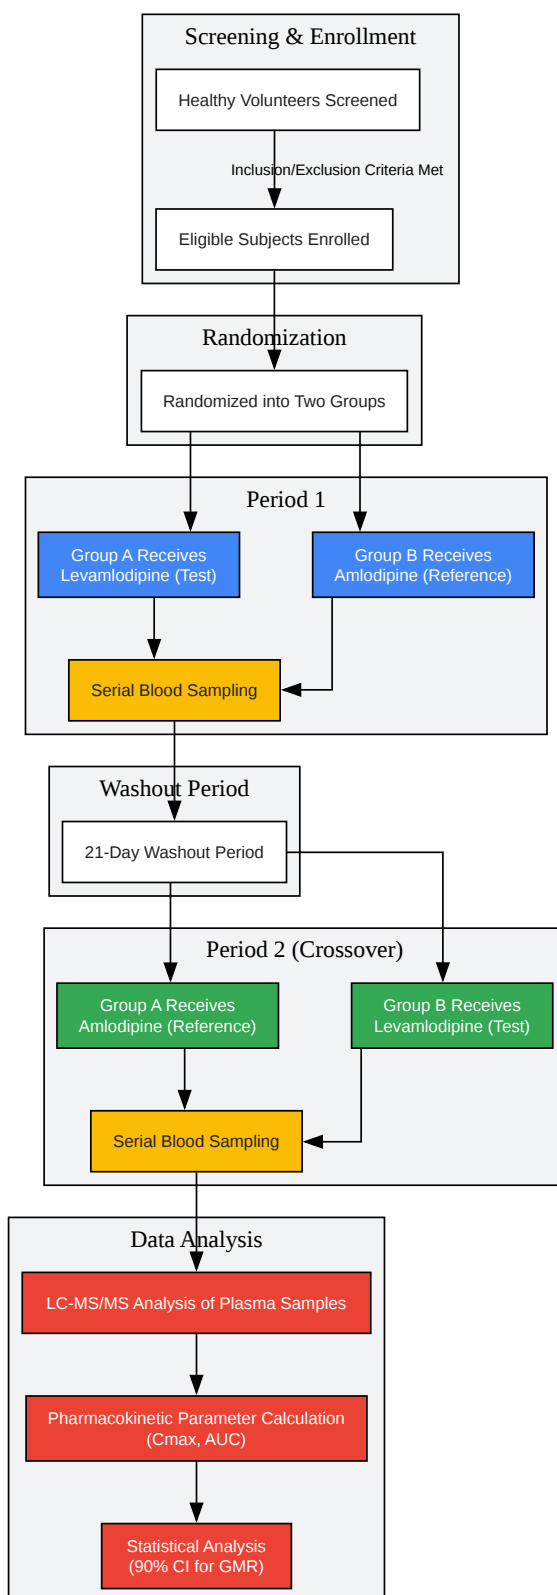 Screening & Enrollment
Healthy Volunteers Screened
Inclusion/Exclusion Criteria Met
Eligible Subjects Enrolled
Randomization
Randomized into Two Groups
Period 1
Group A Receives
Levamlodipine (Test)
Group B Receives
Amlodipine (Reference)
Serial Blood Sampling
Washout Period
21-Day Washout Period
Period 2 (Crossover)
Group A Receives
Amlodipine (Reference)
Group B Receives
Levamlodipine (Test)
Serial Blood Sampling
Data Analysis
LC-MS/MS Analysis of Plasma Samples
Pharmacokinetic Parameter Calculation
(Cmax, AUC)
Statistical Analysis
(90% CI for GMR)